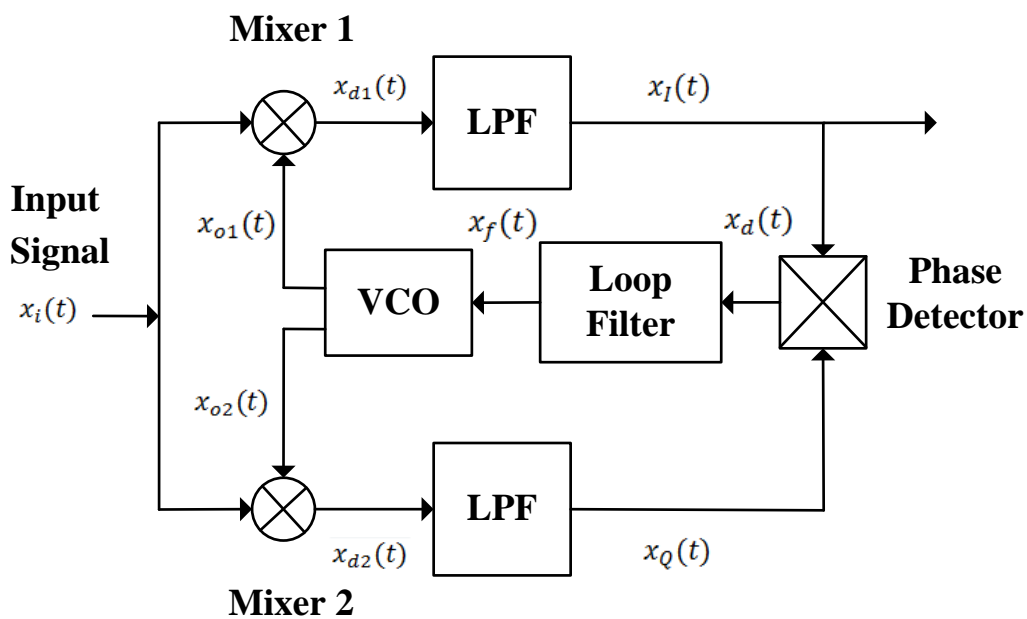 Mixer 1
x_{d1}(t)
LPF
x_I(t)
Input
Signal
x_i(t)
x_{o1}(t)
x_f(t)
x_d(t)
VCO
Loop
Filter
Phase
Detector
x_{o2}(t)
LPF
x_{d2}(t)
x_Q(t)
Mixer 2